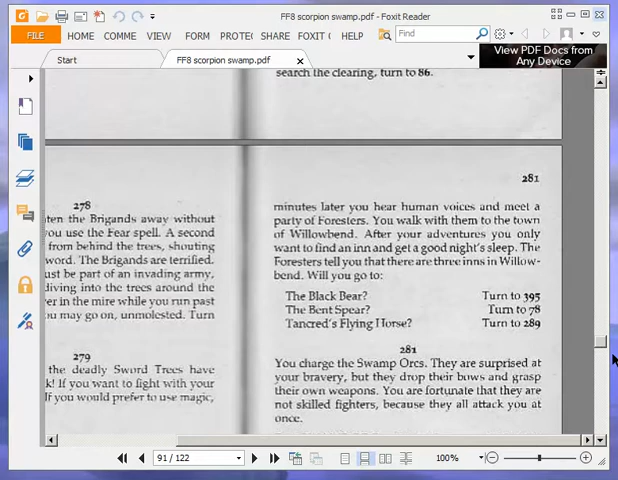 FF8 scorpion swamp.pdf - Foxit Reader
FILE HOME COMME VIEW FORM PROTE SHARE FOXIT HELP Find
View PDF Docs from
Any Device
Start FF8 scorpion swamp.pdf
search the clearing, turn to 86.
278
ten the Brigands away without
you use the Fear spell. A second
from behind the trees, shouting
word. The Brigands are terrified.
ust be part of an invading army,
diving into the trees around the
er in the mire while you run past
ou may go on, unmolested. Turn
279
the deadly Sword Trees have
k! If you want to fight with your
If you would prefer to use magic,
281
minutes later you hear human voices and meet a
party of Foresters. You walk with them to the town
of Willowbend. After your adventures you only
want to find an inn and get a good night's sleep. The
Foresters tell you that there are three inns in Willow-
bend. Will you go to:
The Black Bear? Turn to 395
The Bent Spear? Turn to 78
Tancred's Flying Horse? Turn to 289
281
You charge the Swamp Orcs. They are surprised at
your bravery, but they drop their bows and grasp
their own weapons. You are fortunate that they are
not skilled fighters, because they all attack you at
once.
91 / 122 100%